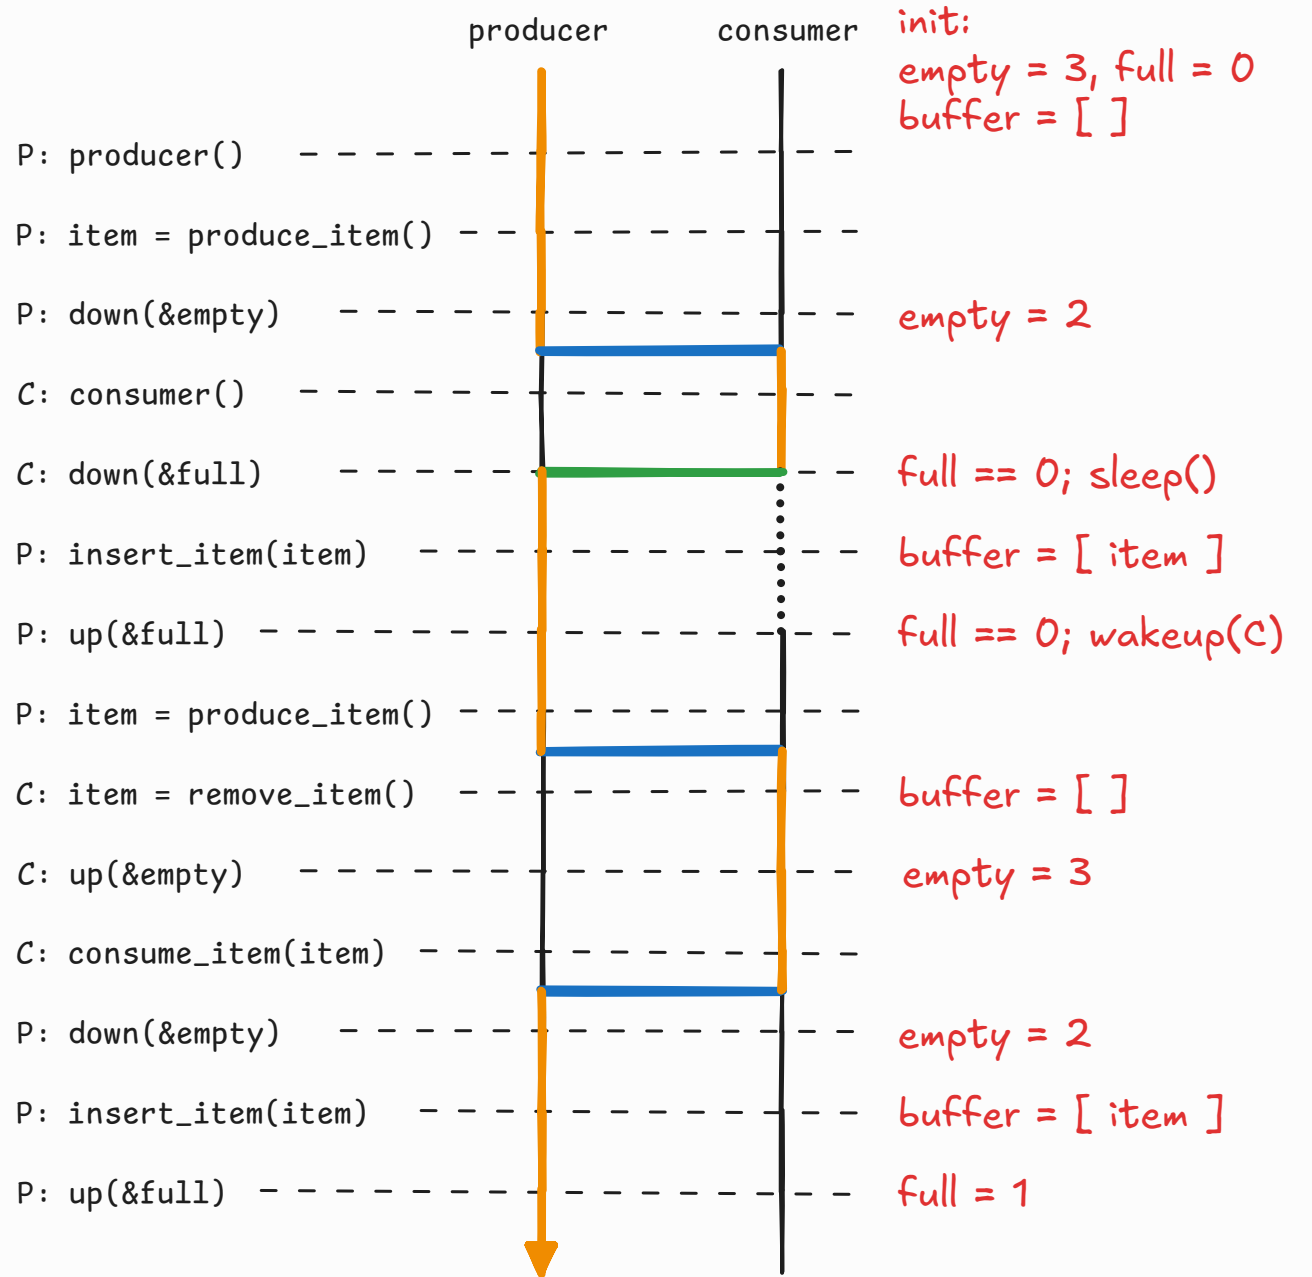 producer consumer init:
empty = 3, full = 0
buffer = [ ]
P: producer()
P: item = produce_item()
P: down(&empty) empty = 2
C: consumer()
C: down(&full) full == 0; sleep()
P: insert_item(item) buffer = [ item ]
P: up(&full) full == 0; wakeup(C)
P: item = produce_item()
C: item = remove_item() buffer = [ ]
C: up(&empty) empty = 3
C: consume_item(item)
P: down(&empty) empty = 2
P: insert_item(item) buffer = [ item ]
P: up(&full) full = 1